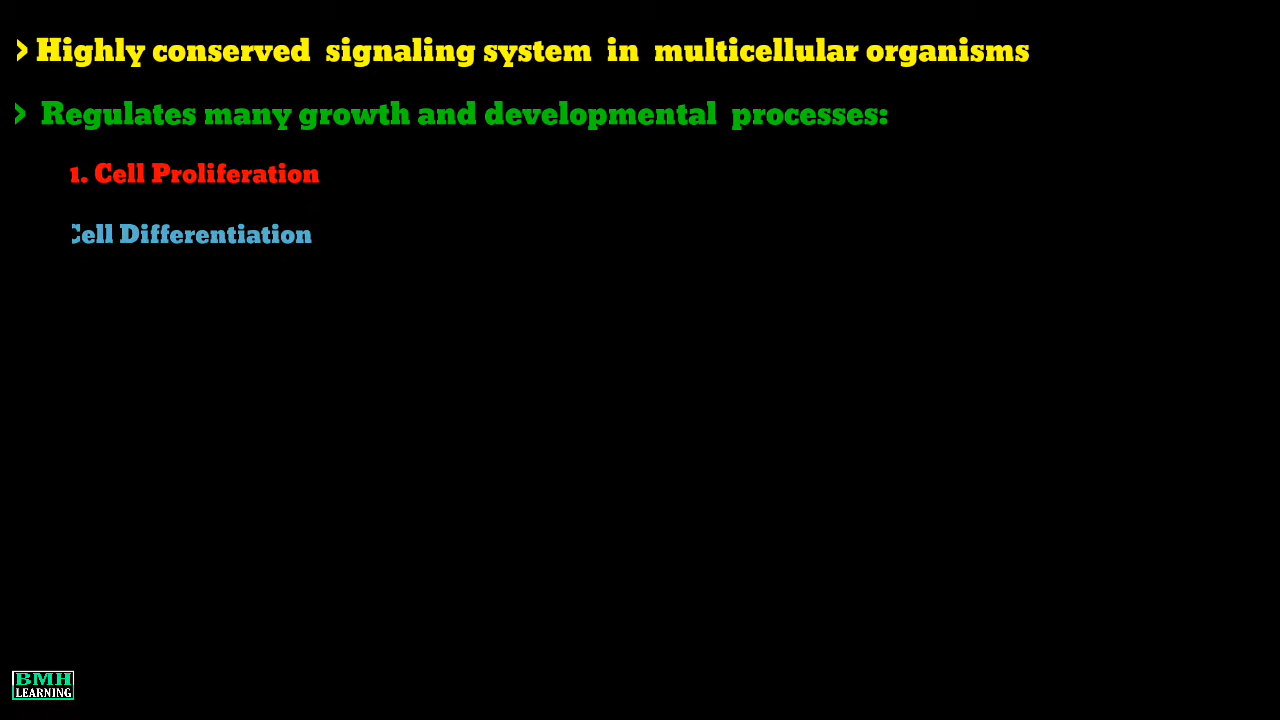 › Highly conserved signaling system in multicellular organisms
› Regulates many growth and developmental processes:
1. Cell Proliferation
Cell Differentiation
BMH
LEARNING